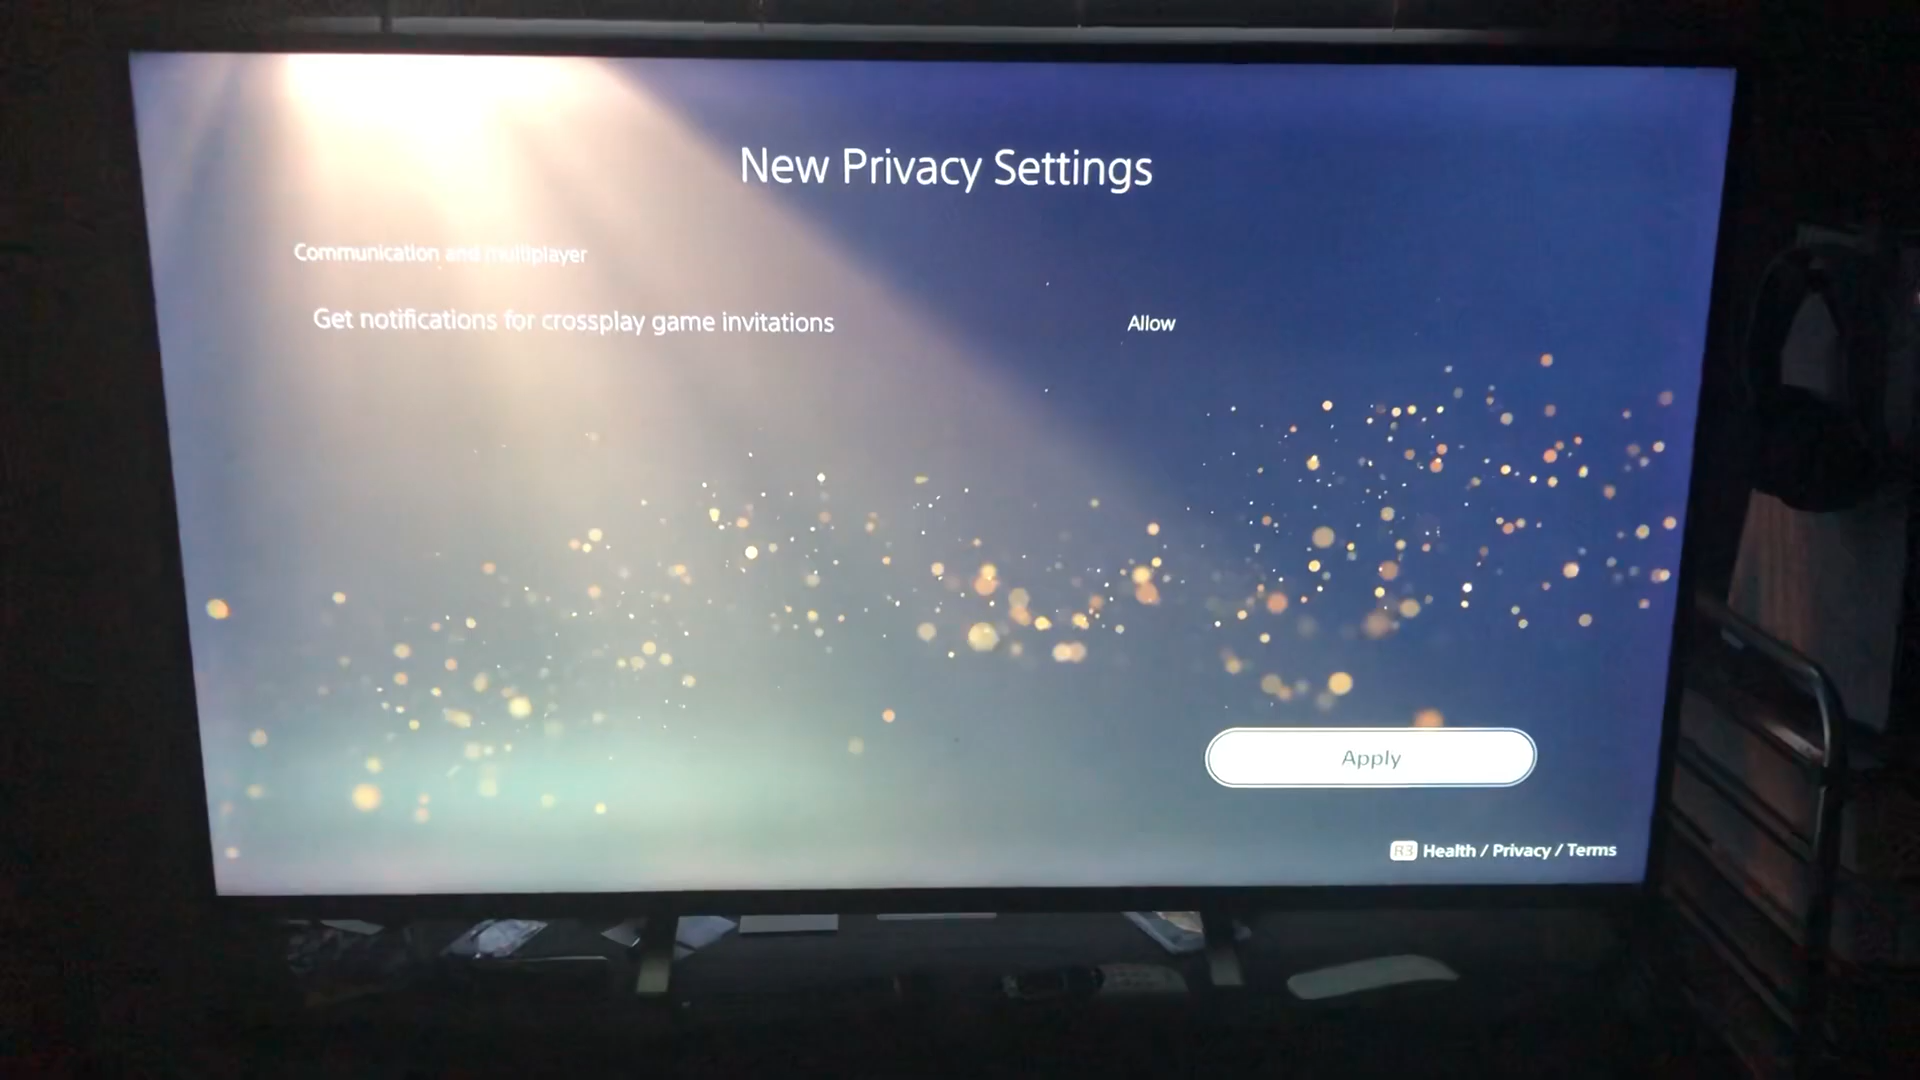 New Privacy Settings
Communication and multiplayer
Get notifications for crossplay game invitations Allow
Apply
R3 Health / Privacy / Terms